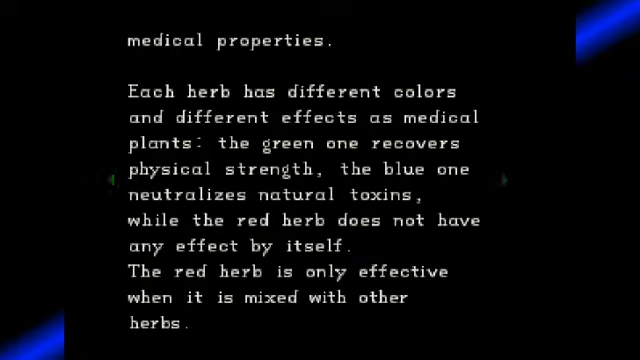 medical properties.
Each herb has different colors
and different effects as medical
plants: the green one recovers
physical strength, the blue one
neutralizes natural toxins,
while the red herb does not have
any effect by itself.
The red herb is only effective
when it is mixed with other
herbs.